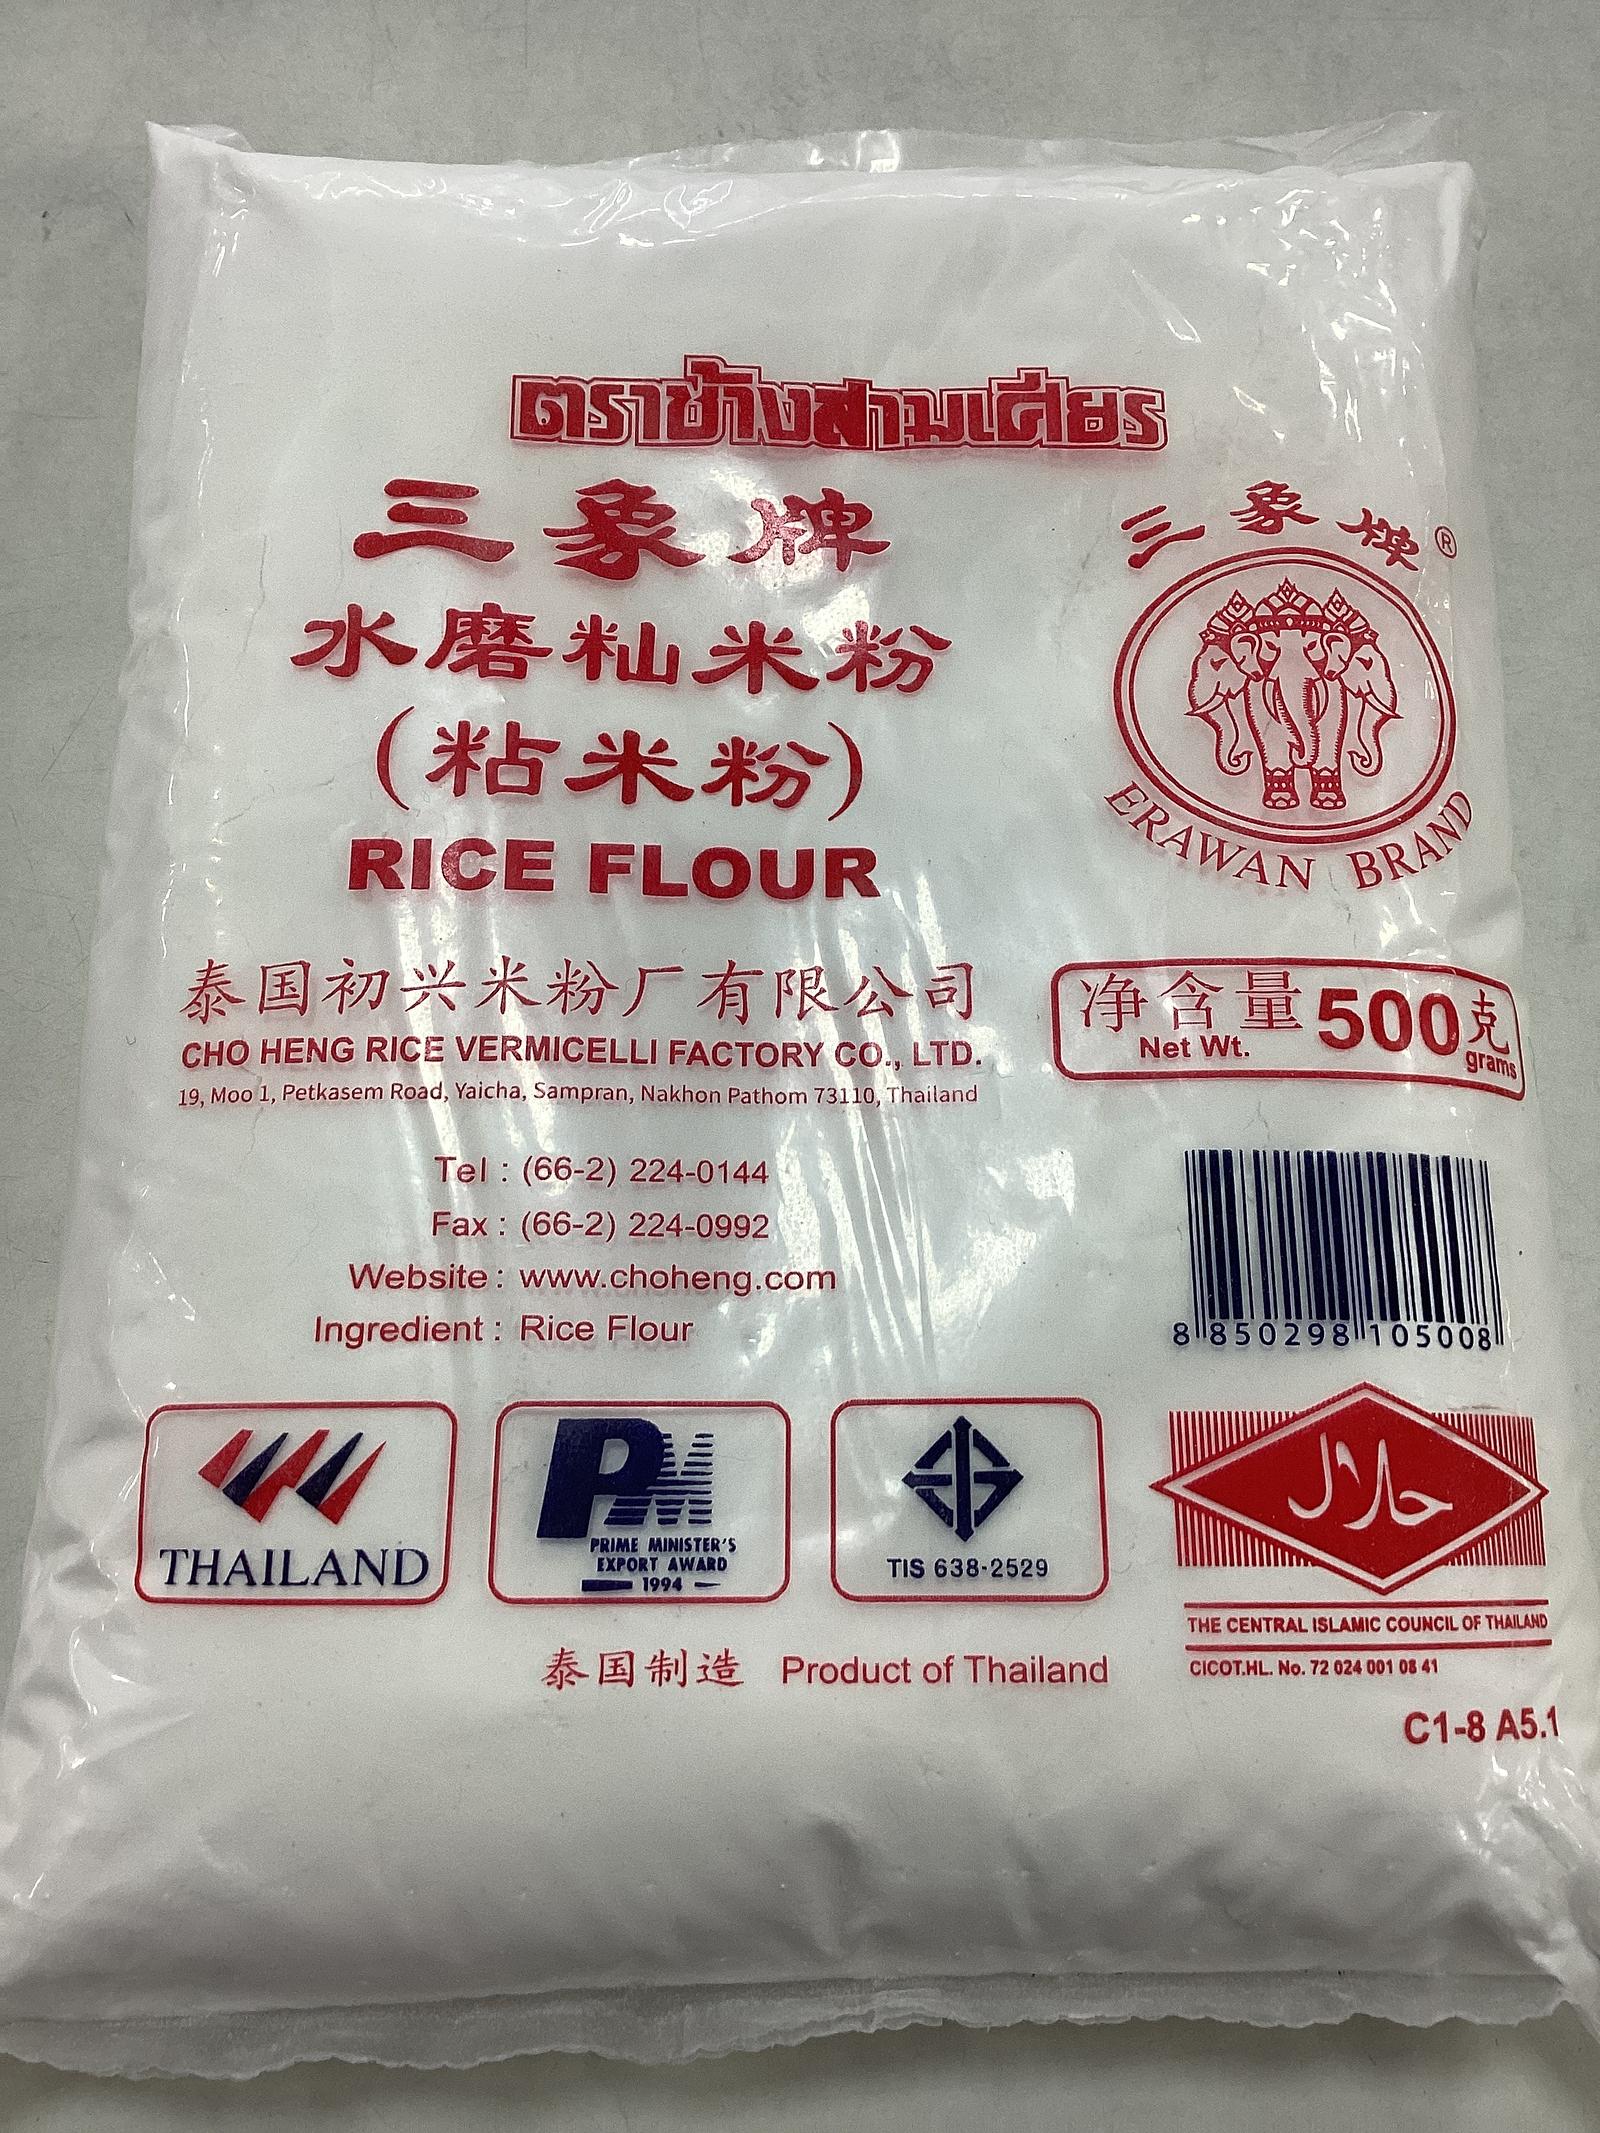 ตราช้างสามเศียร
三象牌
水磨籼米粉
(粘米粉)
RICE FLOUR
三象牌®
ERAWAN BRAND
泰国初兴米粉厂有限公司
CHO HENG RICE VERMICELLI FACTORY CO., LTD.
19, Moo 1, Petkasem Road, Yaicha, Sampran, Nakhon Pathom 73110, Thailand
净含量 500克
Net Wt. grams
Tel : (66-2) 224-0144
Fax : (66-2) 224-0992
Website : www.choheng.com
Ingredient : Rice Flour
8 850298 105008
THAILAND
PM
PRIME MINISTER'S
EXPORT AWARD
1994
TIS 638-2529
حلال
THE CENTRAL ISLAMIC COUNCIL OF THAILAND
CICOT.HL. No. 72 024 001 08 41
泰国制造 Product of Thailand
C1-8 A5.1